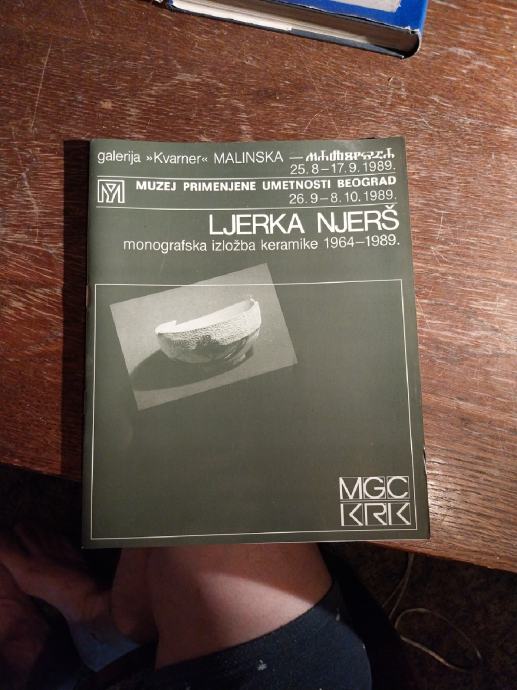 galerija »Kvarner« MALINSKA —
25.8–17.9.1989.
MUZEJ PRIMENJENE UMETNOSTI BEOGRAD
26.9–8.10.1989.
LJERKA NJERŠ
monografska izložba keramike 1964–1989.
MGC
KRK